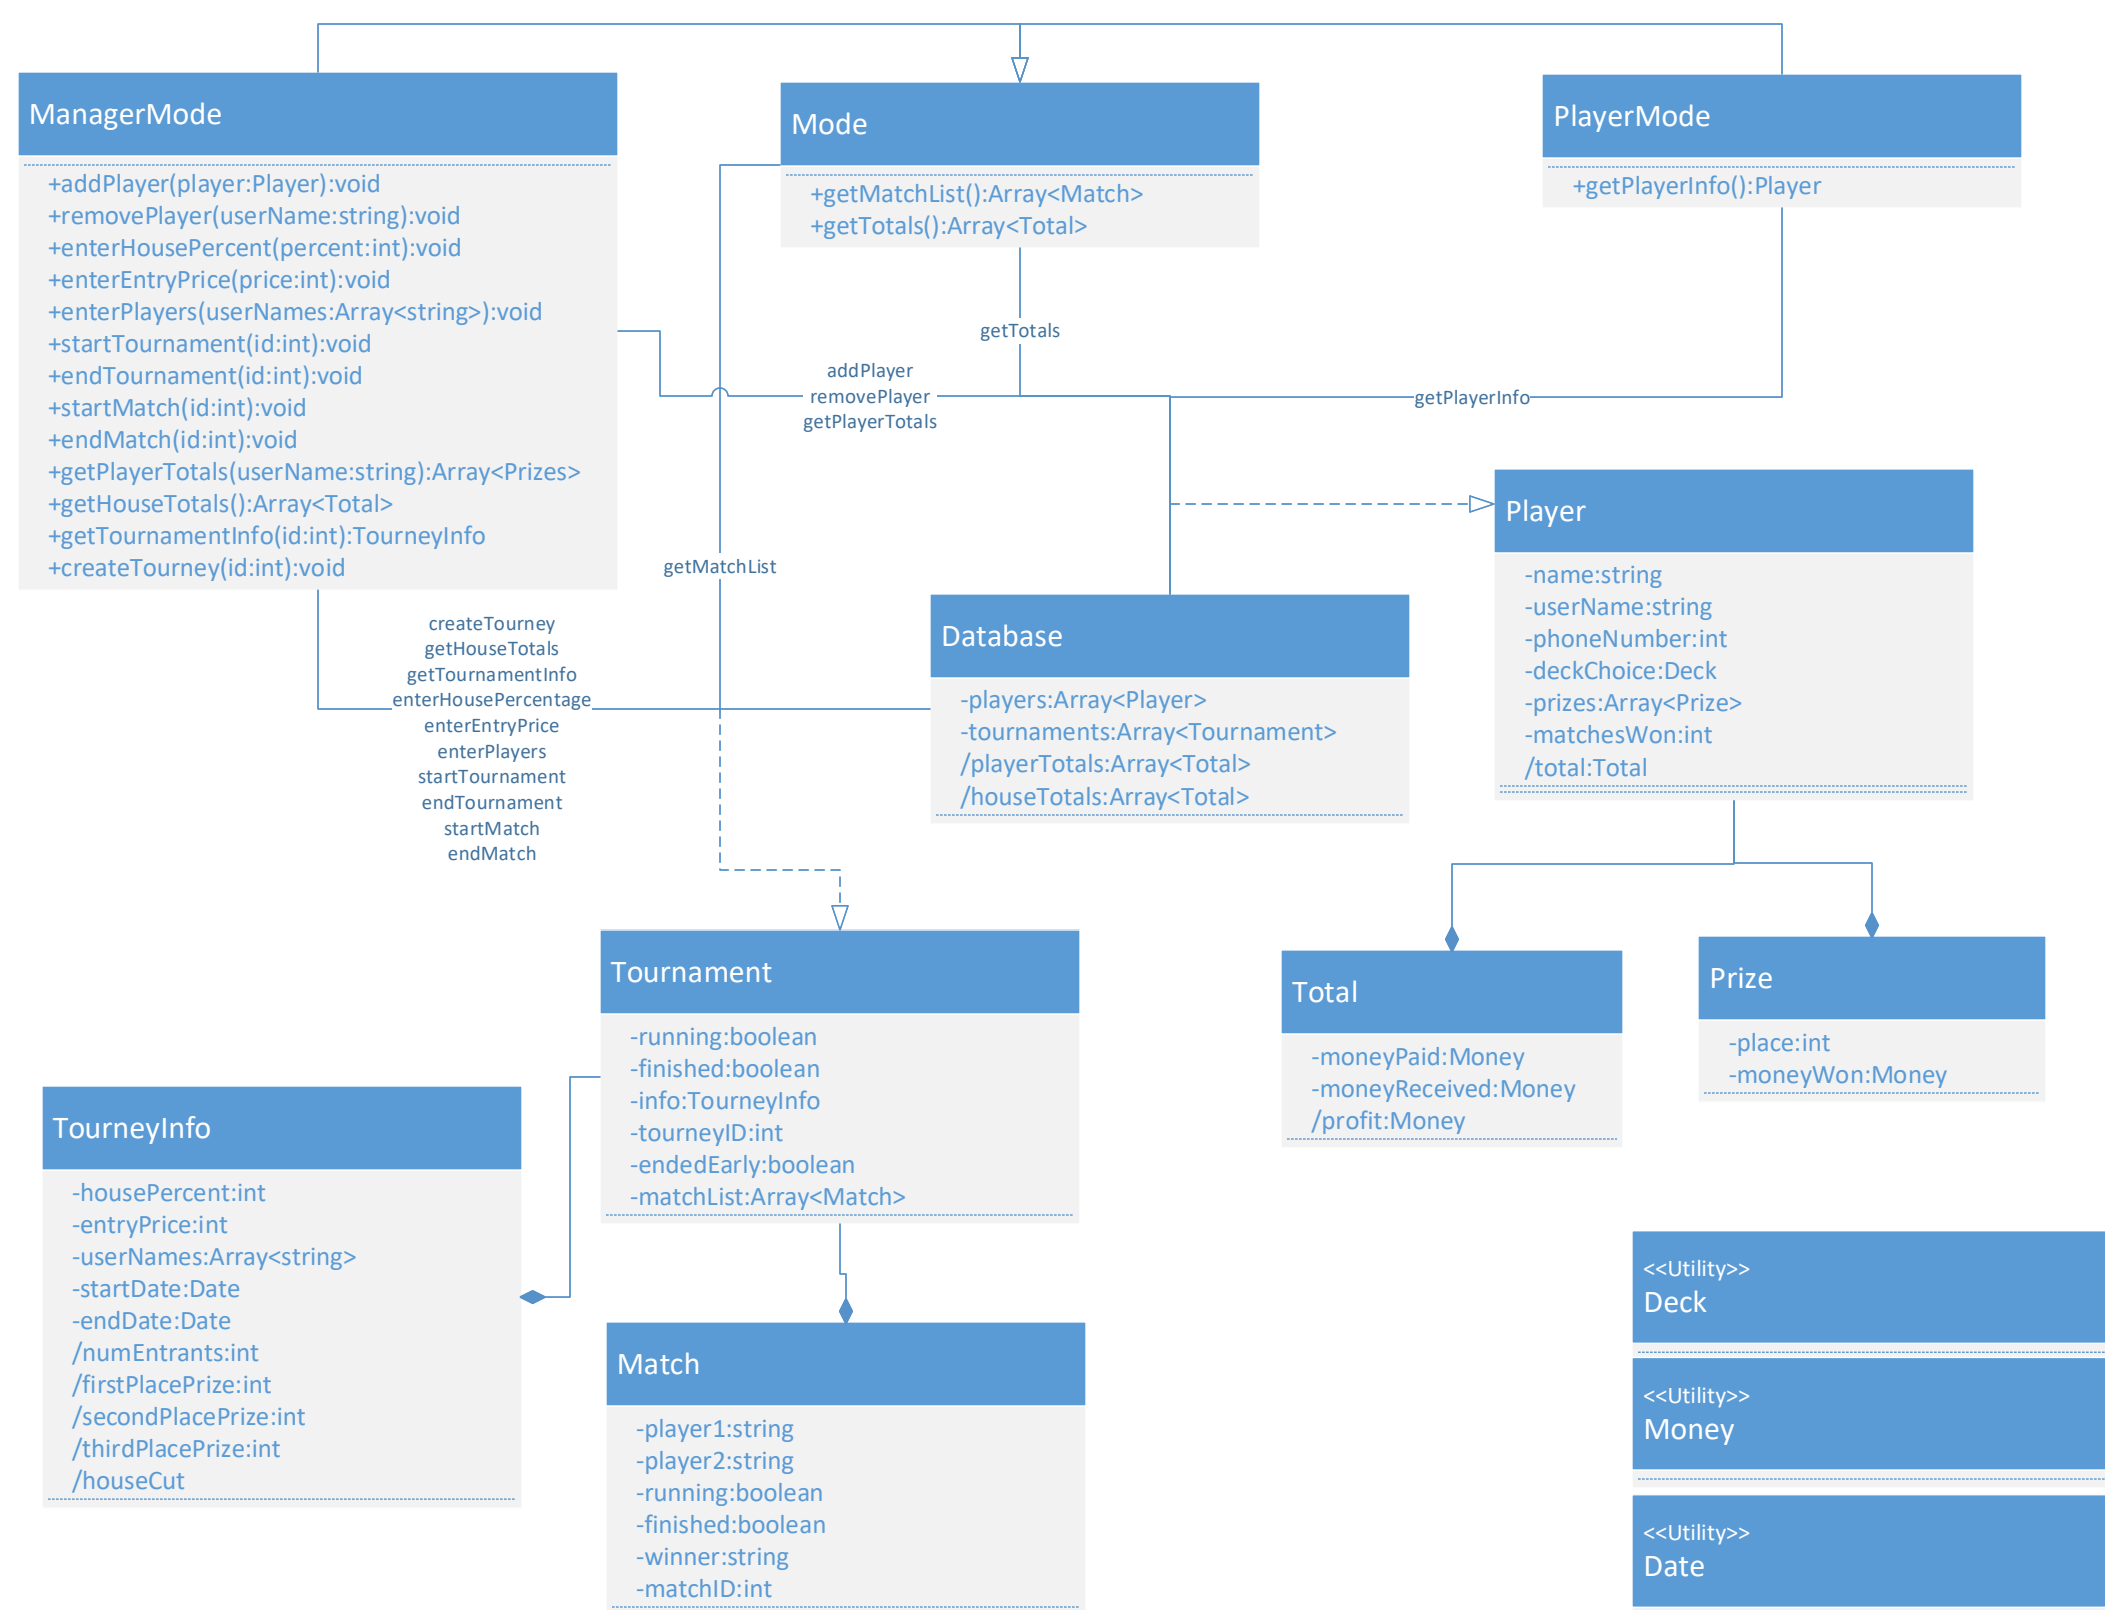 ManagerMode
+addPlayer(player:Player):void
+removePlayer(userName:string):void
+enterHousePercent(percent:int):void
+enterEntryPrice(price:int):void
+enterPlayers(userNames:Array<string>):void
+startTournament(id:int):void
+endTournament(id:int):void
+startMatch(id:int):void
+endMatch(id:int):void
+getPlayerTotals(userName:string):Array<Prizes>
+getHouseTotals():Array<Total>
+getTournamentInfo(id:int):TourneyInfo
+createTourney(id:int):void
Mode
+getMatchList():Array<Match>
+getTotals():Array<Total>
PlayerMode
+getPlayerInfo():Player
getTotals
addPlayer
removePlayer
getPlayerTotals
getPlayerInfo
getMatchList
createTourney
getHouseTotals
getTournamentInfo
enterHousePercentage
enterEntryPrice
enterPlayers
startTournament
endTournament
startMatch
endMatch
Database
-players:Array<Player>
-tournaments:Array<Tournament>
/playerTotals:Array<Total>
/houseTotals:Array<Total>
Player
-name:string
-userName:string
-phoneNumber:int
-deckChoice:Deck
-prizes:Array<Prize>
-matchesWon:int
/total:Total
Tournament
-running:boolean
-finished:boolean
-info:TourneyInfo
-tourneyID:int
-endedEarly:boolean
-matchList:Array<Match>
Total
-moneyPaid:Money
-moneyReceived:Money
/profit:Money
Prize
-place:int
-moneyWon:Money
TourneyInfo
-housePercent:int
-entryPrice:int
-userNames:Array<string>
-startDate:Date
-endDate:Date
/numEntrants:int
/firstPlacePrize:int
/secondPlacePrize:int
/thirdPlacePrize:int
/houseCut
Match
-player1:string
-player2:string
-running:boolean
-finished:boolean
-winner:string
-matchID:int
<<Utility>>
Deck
<<Utility>>
Money
<<Utility>>
Date